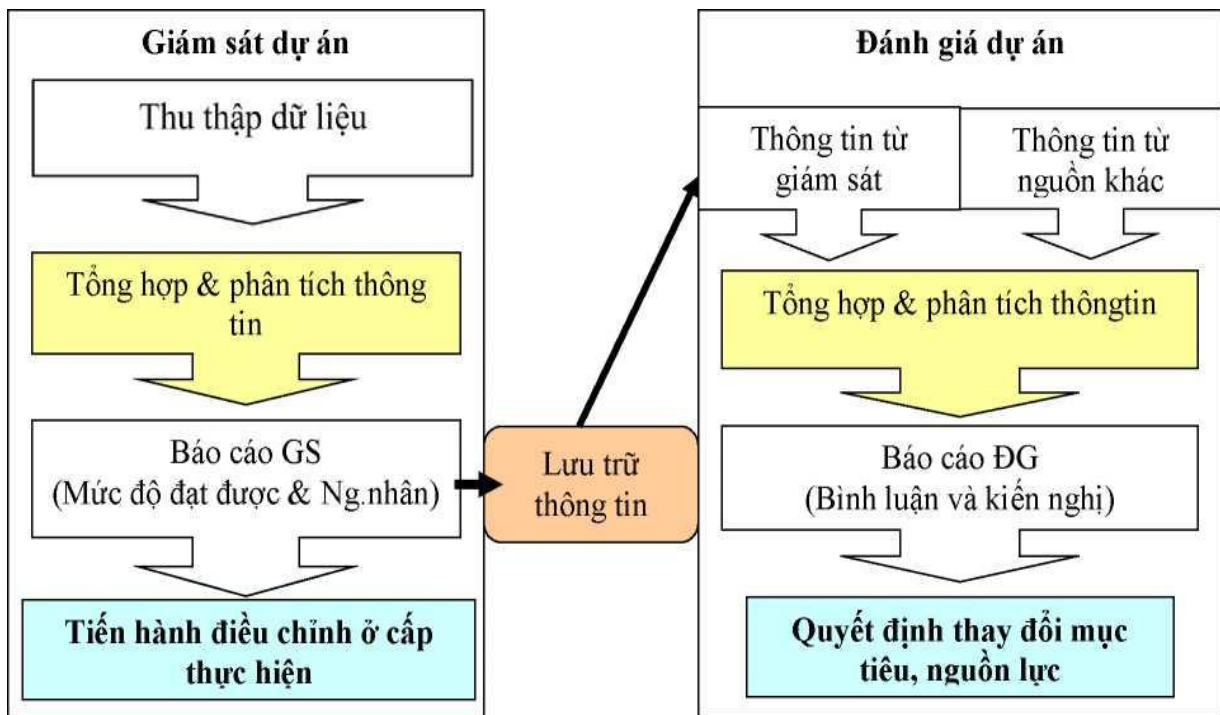 Giám sát dự án
Thu thập dữ liệu
Tổng hợp & phân tích thông
tin
Báo cáo GS
(Mức độ đạt được & Ng.nhân)
Tiến hành điều chỉnh ở cấp
thực hiện
Lưu trữ
thông tin
Đánh giá dự án
Thông tin từ
giám sát
Thông tin từ
nguồn khác
Tổng hợp & phân tích thôngtin
Báo cáo ĐG
(Bình luận và kiến nghị)
Quyết định thay đổi mục
tiêu, nguồn lực